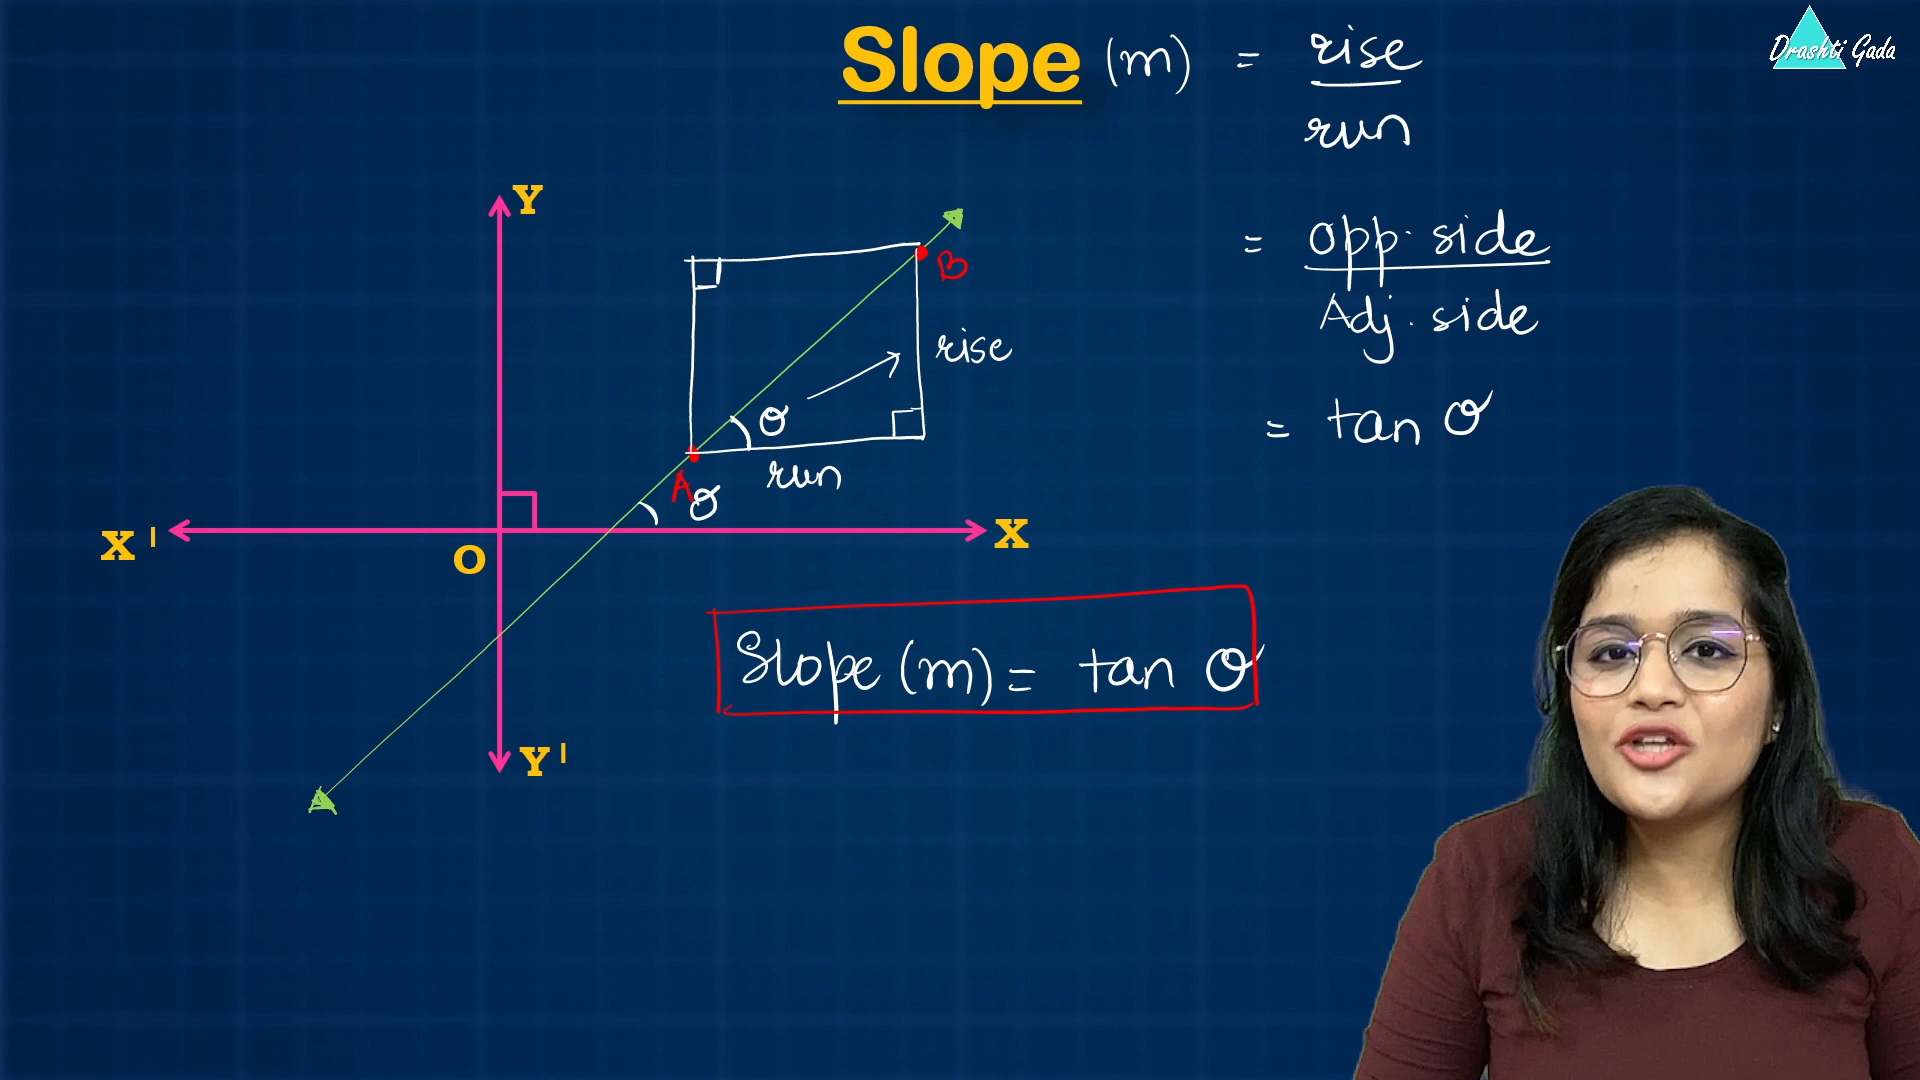 Slope (m) = rise
run
Drashti Gada
= opp. side
Adj. side
= tan θ
Y
B
rise
θ
run
A θ
X'
O
X
Slope (m) = tan θ
Y'